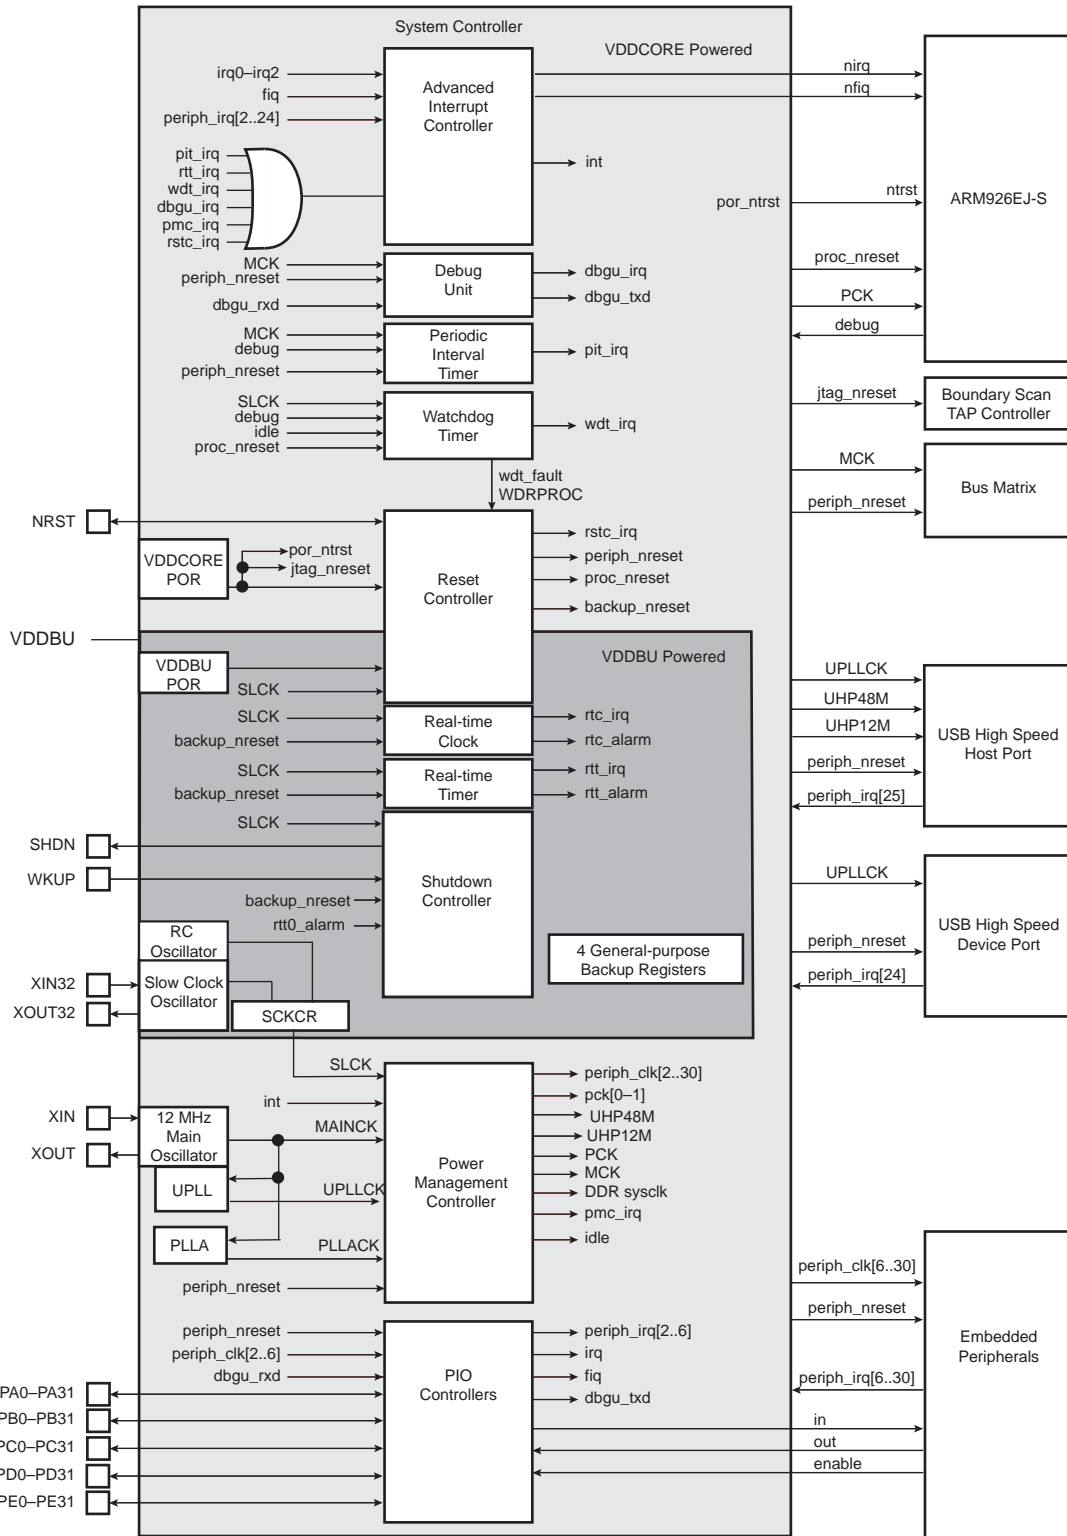 System Controller
VDDCORE Powered
irq0–irq2
fiq
periph_irq[2..24]
Advanced
Interrupt
Controller
nirq
nfiq
int
pit_irq
rtt_irq
wdt_irq
dbgu_irq
pmc_irq
rstc_irq
por_ntrst
ntrst
ARM926EJ-S
MCK
periph_nreset
dbgu_rxd
Debug
Unit
dbgu_irq
dbgu_txd
proc_nreset
PCK
debug
MCK
debug
periph_nreset
Periodic
Interval
Timer
pit_irq
SLCK
debug
idle
proc_nreset
Watchdog
Timer
wdt_irq
jtag_nreset
Boundary Scan
TAP Controller
wdt_fault
WDRPROC
MCK
periph_nreset
Bus Matrix
NRST
VDDCORE
POR
por_ntrst
jtag_nreset
Reset
Controller
rstc_irq
periph_nreset
proc_nreset
backup_nreset
VDDBU
VDDBU
POR
SLCK
VDDBU Powered
SLCK
backup_nreset
Real-time
Clock
rtc_irq
rtc_alarm
SLCK
backup_nreset
Real-time
Timer
rtt_irq
rtt_alarm
UPLLCK
UHP48M
UHP12M
periph_nreset
periph_irq[25]
USB High Speed
Host Port
SLCK
SHDN
WKUP
backup_nreset
rtt0_alarm
Shutdown
Controller
4 General-purpose
Backup Registers
UPLLCK
periph_nreset
periph_irq[24]
USB High Speed
Device Port
RC
Oscillator
XIN32
XOUT32
Slow Clock
Oscillator
SCKCR
SLCK
int
XIN
XOUT
12 MHz
Main
Oscillator
MAINCK
UPLL
UPLLCK
PLLA
PLLACK
periph_nreset
Power
Management
Controller
periph_clk[2..30]
pck[0–1]
UHP48M
UHP12M
PCK
MCK
DDR sysclk
pmc_irq
idle
periph_nreset
periph_clk[2..6]
dbgu_rxd
PA0–PA31
PB0–PB31
PC0–PC31
PD0–PD31
PE0–PE31
PIO
Controllers
periph_irq[2..6]
irq
fiq
dbgu_txd
periph_clk[6..30]
periph_nreset
periph_irq[6..30]
in
out
enable
Embedded
Peripherals